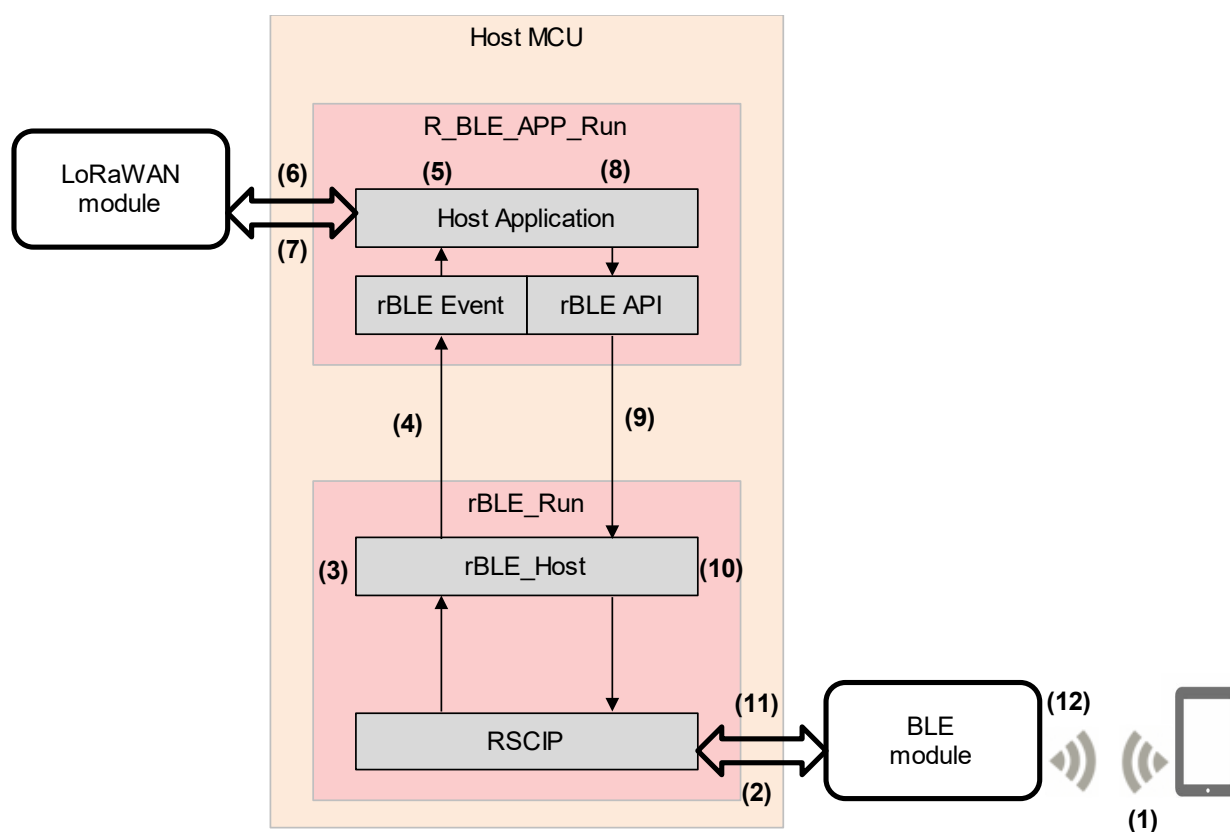 Host MCU
R_BLE_APP_Run
LoRaWAN
module
(6)
(7)
(5)
(8)
Host Application
rBLE Event
rBLE API
(4)
(9)
rBLE_Run
(3)
rBLE_Host
(10)
RSCIP
(11)
(2)
BLE
module
(12)
(1)